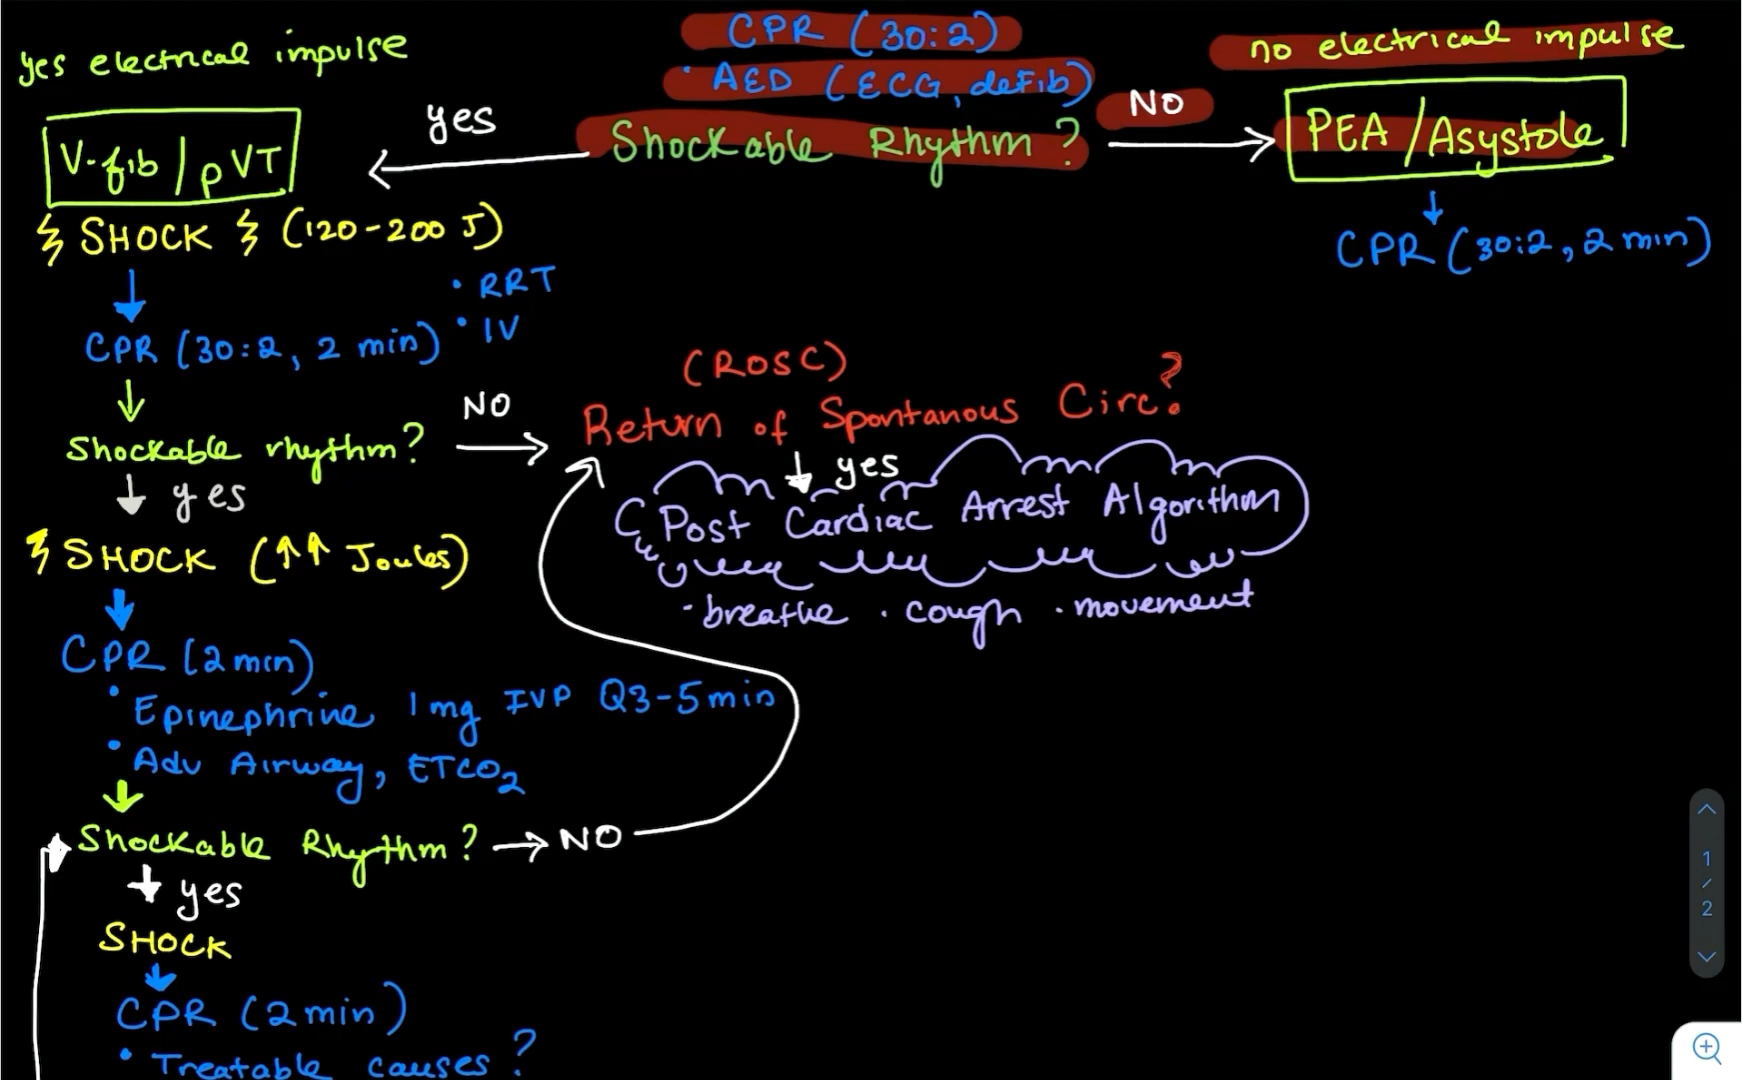 CPR (30:2)
• AED (ECG, defib)
Shockable Rhythm?
yes
NO
yes electrical impulse
V-fib / pVT
SHOCK (120-200 J)
CPR (30:2, 2 min)
• RRT
• IV
Shockable rhythm?
NO
yes
SHOCK (↑↑ Joules)
CPR (2 min)
• Epinephrine 1mg IVP Q3-5min
• Adv Airway, ETCO2
Shockable Rhythm? → NO
yes
SHOCK
CPR (2min)
• Treatable causes?
(ROSC)
Return of Spontanous Circ?
yes
Post Cardiac Arrest Algorithm
• breathe • cough • movement
no electrical impulse
PEA / Asystole
CPR (30:2, 2 min)
1
/
2